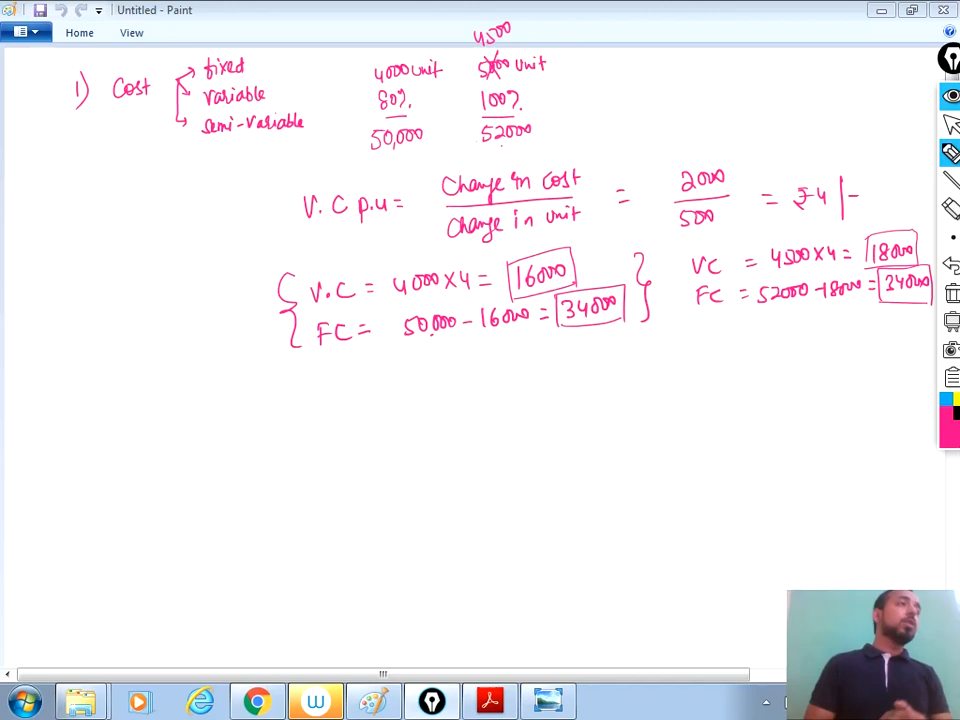 Untitled - Paint
Home View
4500
1) Cost fixed 4000 unit 5000 unit
variable 80% 100%
semi-variable 50,000 52000
V.C p.u = Change in cost / Change in unit = 2000 / 500 = ₹4/-
V.C = 4000×4 = 16000
FC = 50,000 - 16000 = 34000
VC = 4500×4 = 18000
FC = 52000 - 18000 = 34000